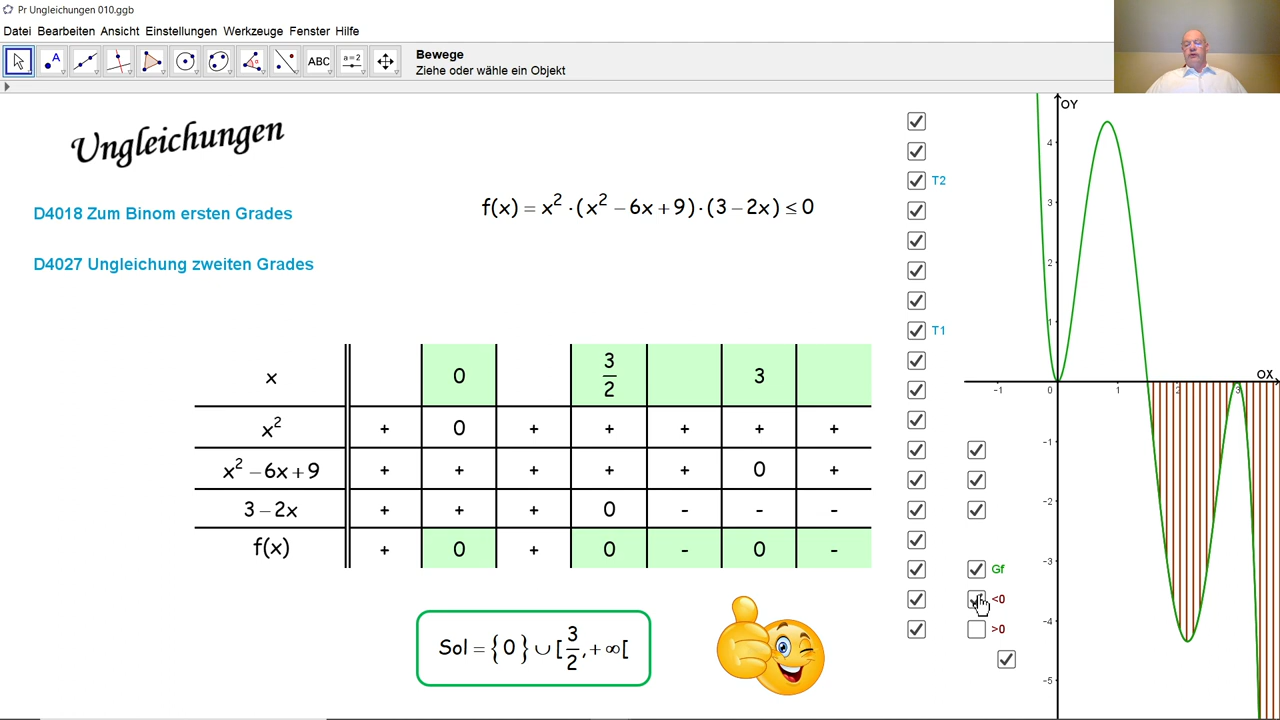 Pr Ungleichungen 010.ggb
Datei Bearbeiten Ansicht Einstellungen Werkzeuge Fenster Hilfe
A ABC a=2
Bewege
Ziehe oder wähle ein Objekt
Ungleichungen
D4018 Zum Binom ersten Grades
D4027 Ungleichung zweiten Grades
f(x) = x² · (x² − 6x + 9) · (3 − 2x) ≤ 0
x 0 3/2 3
x² + 0 + + + + +
x² − 6x + 9 + + + + + 0 +
3 − 2x + + + 0 - - -
f(x) + 0 + 0 - 0 -
Sol = {0} ∪ [3/2, +∞[
T2
T1
Gf
<0
>0
OY
4
3
2
1
OX
−1 0 1 2 3
−1
−2
−3
−4
−5